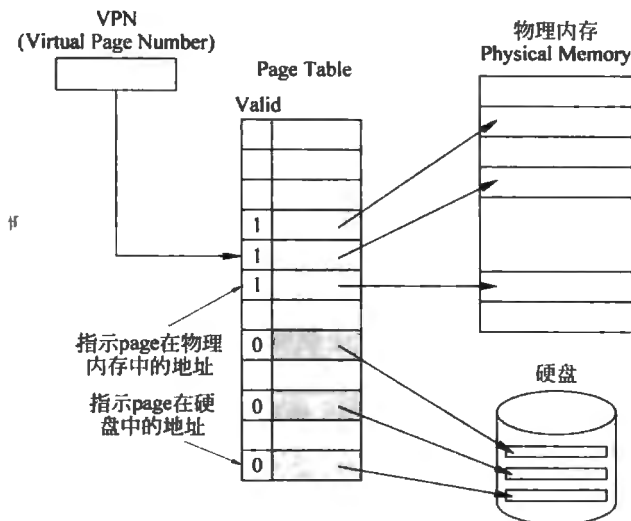 VPN
(Virtual Page Number)
Page Table
Valid
物理内存
Physical Memory
1
1
1
指示page在物理
内存中的地址
0
指示page在硬
盘中的地址
0
0
硬盘